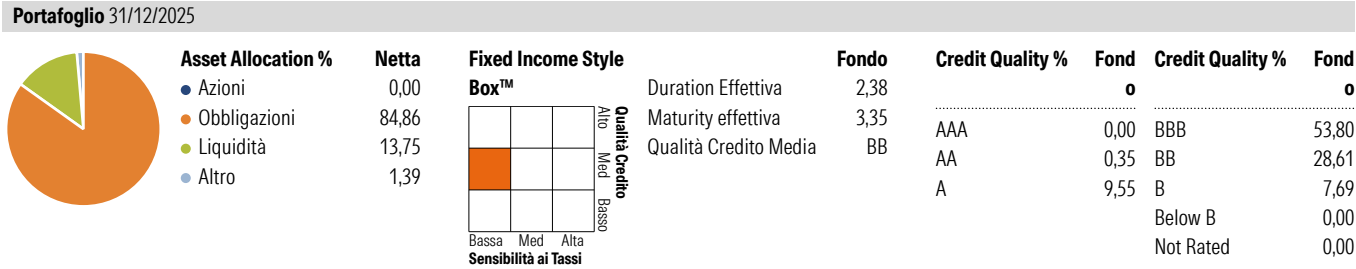 Portafoglio 31/12/2025
Asset Allocation % Netta
Azioni 0,00
Obbligazioni 84,86
Liquidità 13,75
Altro 1,39
Fixed Income Style
Box™
Alto Med Basso
Qualità Credito
Bassa Med Alta
Sensibilità ai Tassi
Fondo
Duration Effettiva 2,38
Maturity effettiva 3,35
Qualità Credito Media BB
Credit Quality % Fond
o
AAA 0,00
AA 0,35
A 9,55
Credit Quality % Fond
o
BBB 53,80
BB 28,61
B 7,69
Below B 0,00
Not Rated 0,00